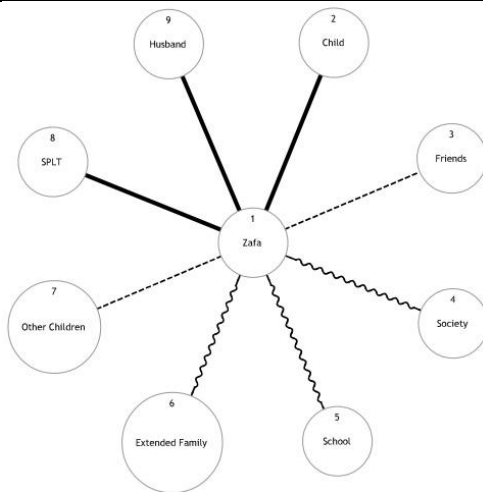 9
Husband
2
Child
8
SPLT
3
Friends
1
Zafa
7
Other Children
4
Society
6
Extended Family
5
School